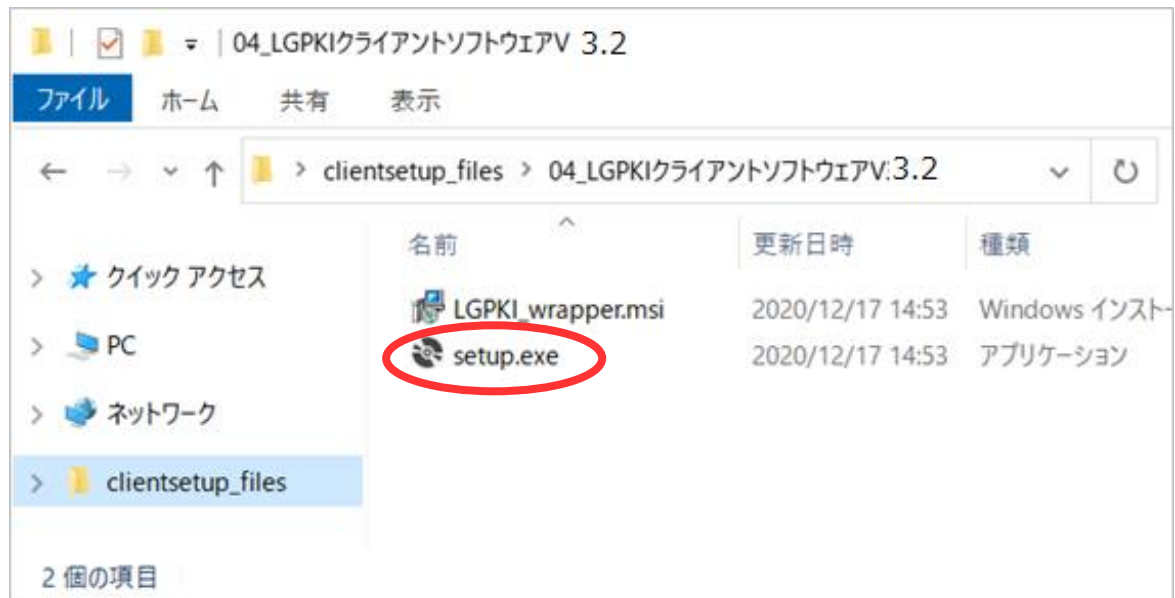 04_LGPKIクライアントソフトウェアV 3.2
ファイル ホーム 共有 表示
clientsetup_files > 04_LGPKIクライアントソフトウェアV.3.2
名前 更新日時 種類
クイック アクセス
LGPKI_wrapper.msi 2020/12/17 14:53 Windows インスト
PC
setup.exe 2020/12/17 14:53 アプリケーション
ネットワーク
clientsetup_files
2 個の項目